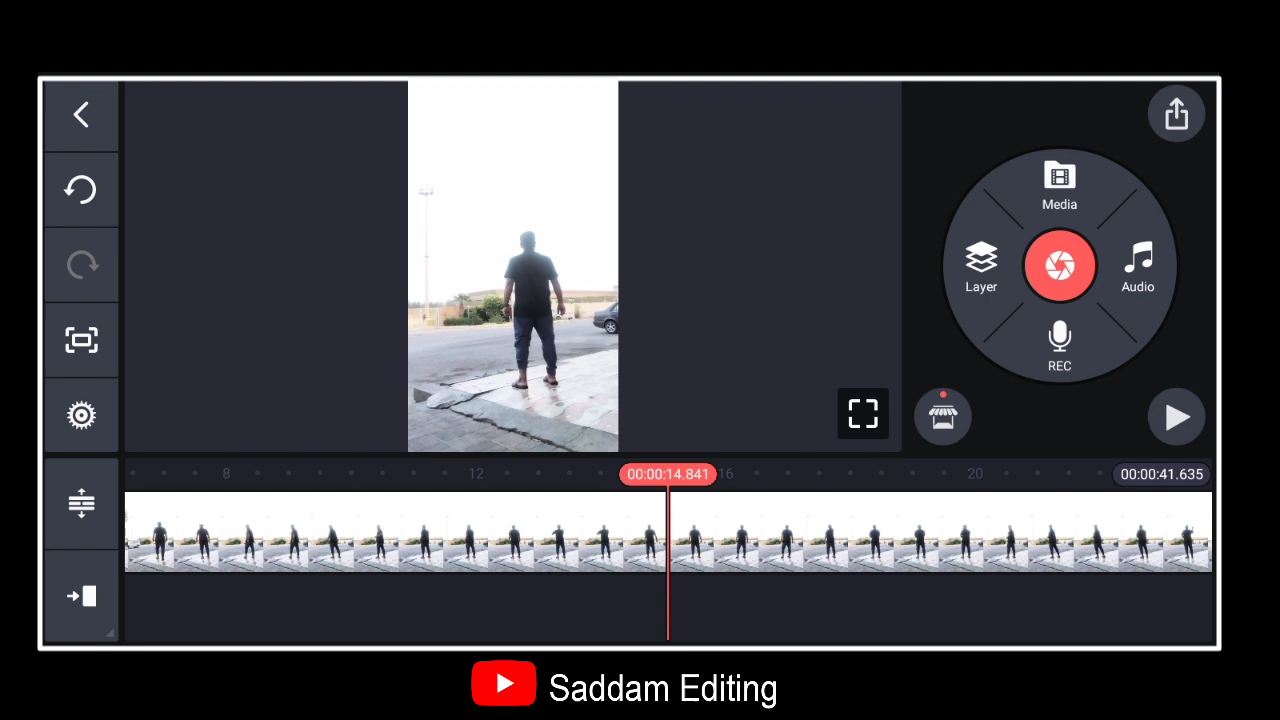 Media
Layer
Audio
REC
8
12
00:00:14.841
16
20
00:00:41.635
Saddam Editing